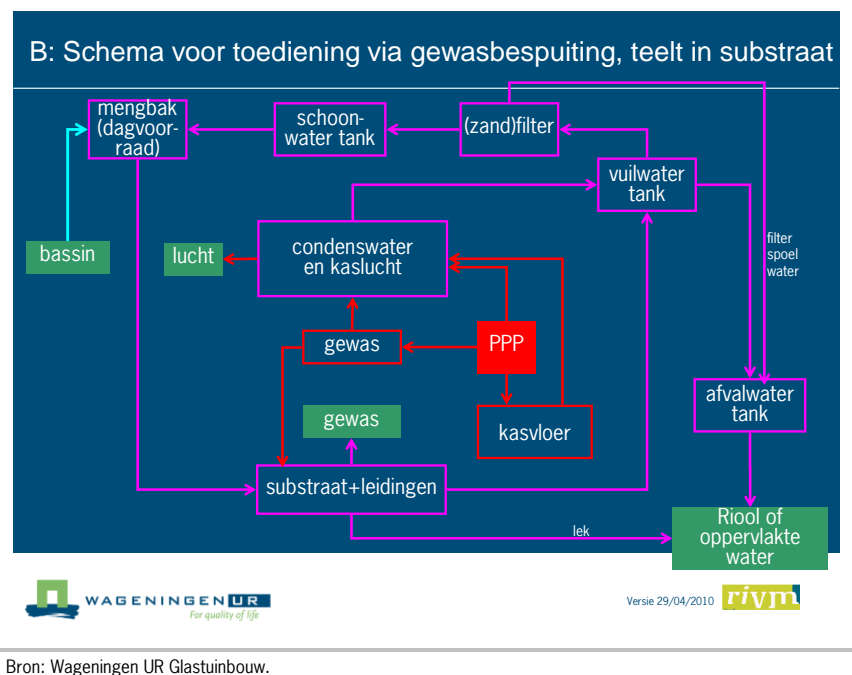 B: Schema voor toediening via gewasbespuiting, teelt in substraat
mengbak
(dagvoor-
raad)
schoon-
water tank
(zand)filter
vuilwater
tank
bassin
lucht
condenswater
en kaslucht
filter
spoel
water
gewas
PPP
afvalwater
tank
gewas
kasvloer
substraat+leidingen
lek
Riool of
oppervlakte
water
WAGENINGEN UR
For quality of life
Versie 29/04/2010
rivm
Bron: Wageningen UR Glastuinbouw.